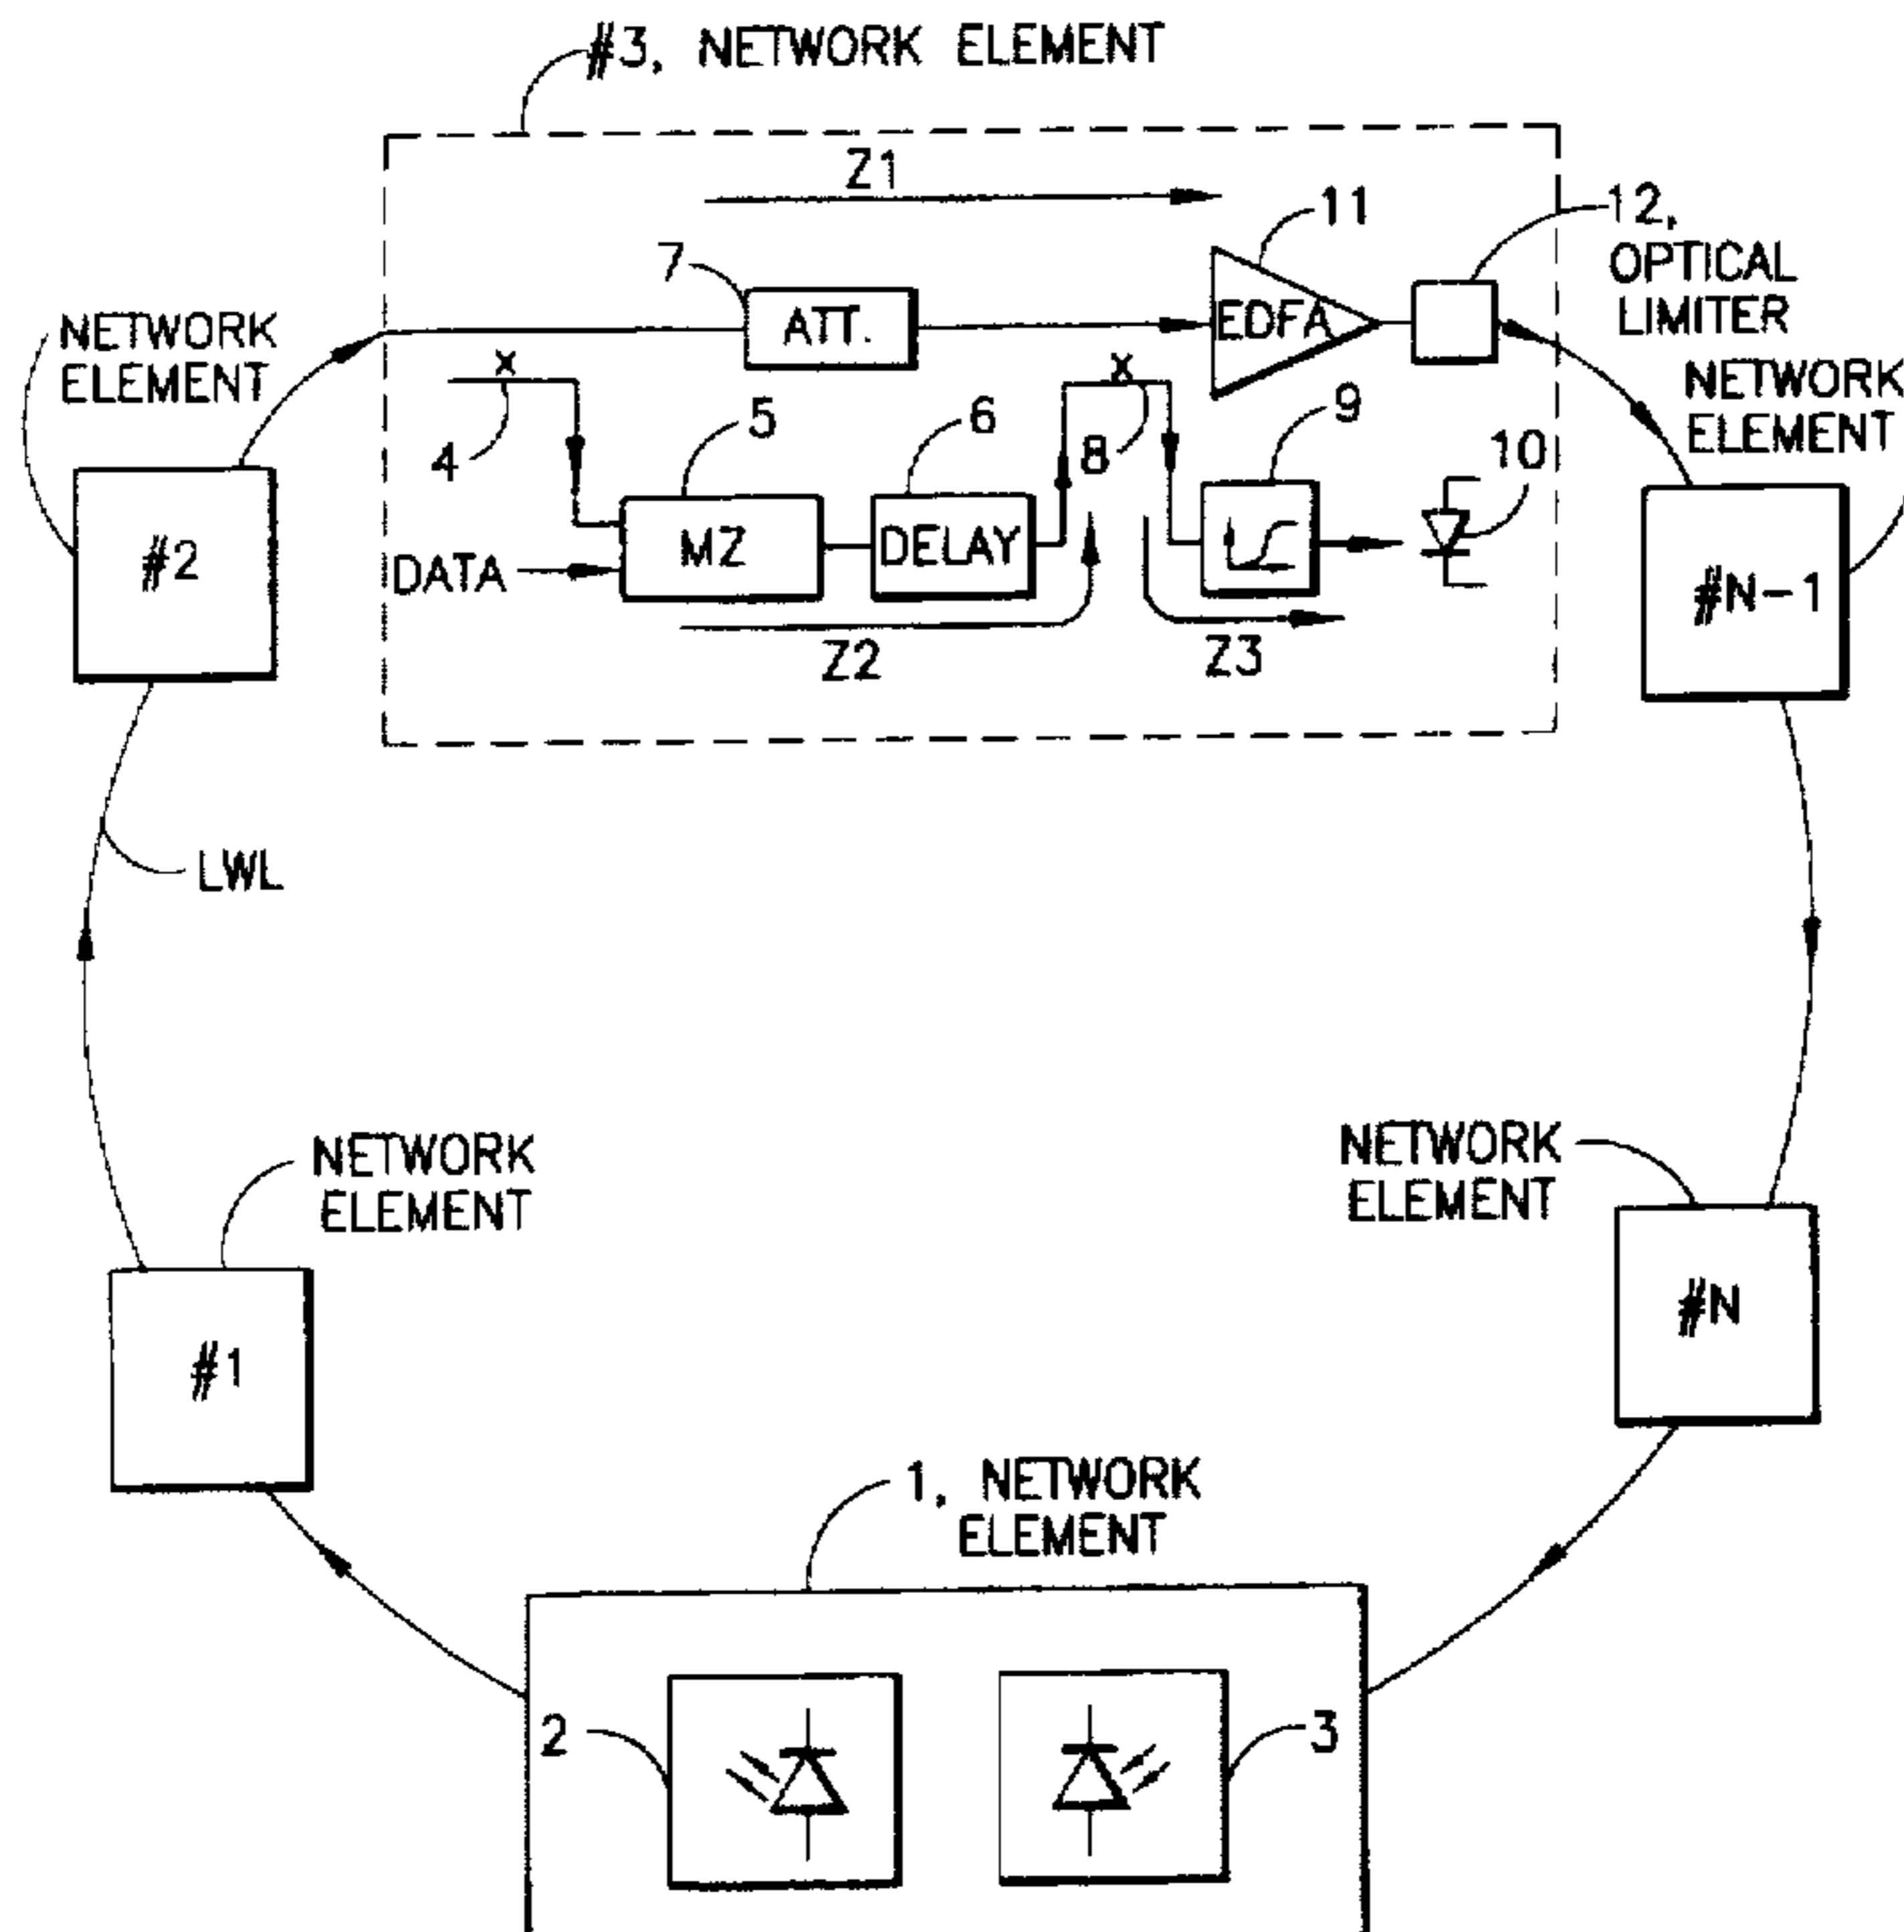 #3, NETWORK ELEMENT
Z1
11
12,
OPTICAL
LIMITER
7
ATT.
EDFA
NETWORK
ELEMENT
x
x
NETWORK
ELEMENT
4
5
6
8
9
10
#2
MZ
DELAY
DATA
#N-1
Z2
Z3
LWL
NETWORK
ELEMENT
NETWORK
ELEMENT
#1
#N
1, NETWORK
ELEMENT
2
3